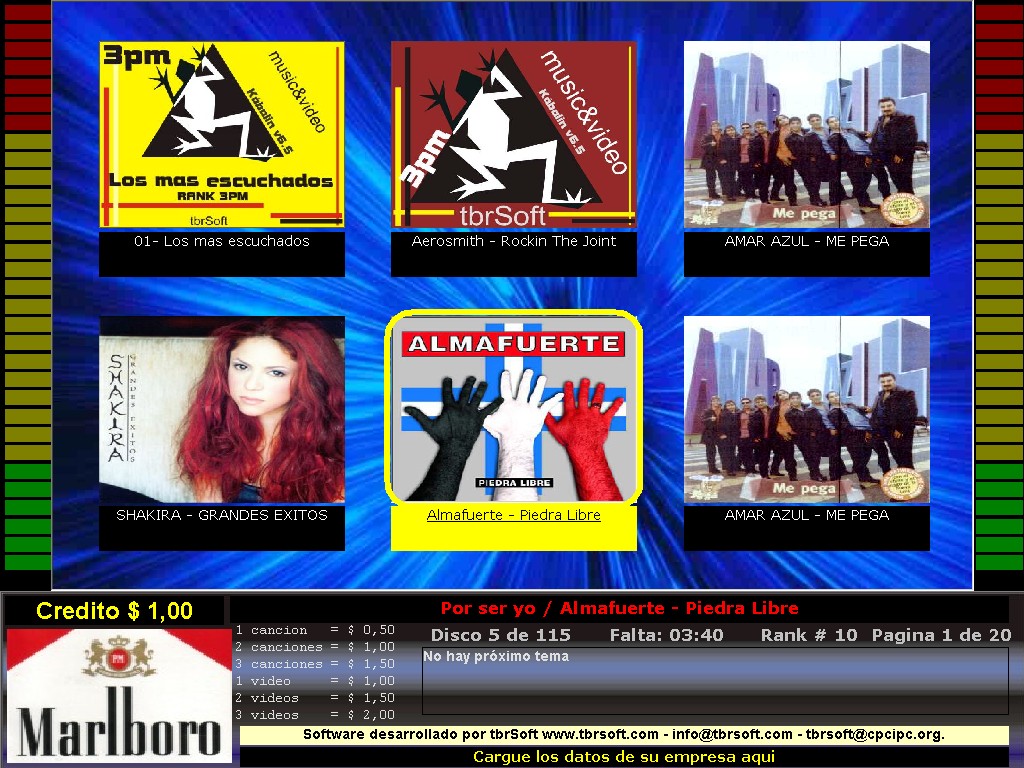 3pm
music&video
Kabalin v6.5
Los mas escuchados
RANK 3PM
tbrSoft
01- Los mas escuchados
music&video
Kabalin v6.5
3pm
tbrSoft
Aerosmith - Rockin The Joint
AMAR AZUL
Me pega
AMAR AZUL - ME PEGA
SHAKIRA
GRANDES EXITOS
SHAKIRA - GRANDES EXITOS
ALMAFUERTE
PIEDRA LIBRE
Almafuerte - Piedra Libre
AMAR AZUL
Me pega
AMAR AZUL - ME PEGA
Credito $ 1,00
Marlboro
1 cancion = $ 0,50
2 canciones = $ 1,00
3 canciones = $ 1,50
1 video = $ 1,00
2 videos = $ 1,50
3 videos = $ 2,00
Por ser yo / Almafuerte - Piedra Libre
Disco 5 de 115 Falta: 03:40 Rank # 10 Pagina 1 de 20
No hay próximo tema
Software desarrollado por tbrSoft www.tbrsoft.com - info@tbrsoft.com - tbrsoft@cpcipc.org.
Cargue los datos de su empresa aqui